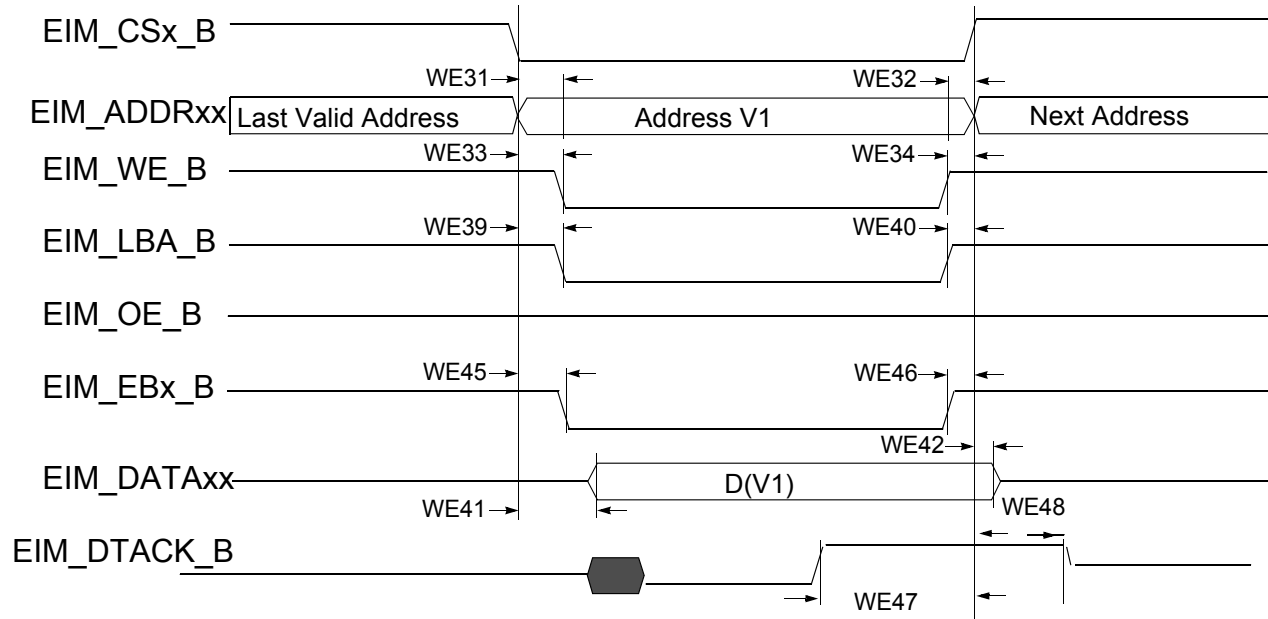 EIM_CSx_B
WE31 WE32
EIM_ADDRxx Last Valid Address Address V1 Next Address
WE33 WE34
EIM_WE_B
WE39 WE40
EIM_LBA_B
EIM_OE_B
WE45 WE46
EIM_EBx_B
WE42
EIM_DATAxx D(V1)
WE41 WE48
EIM_DTACK_B
WE47